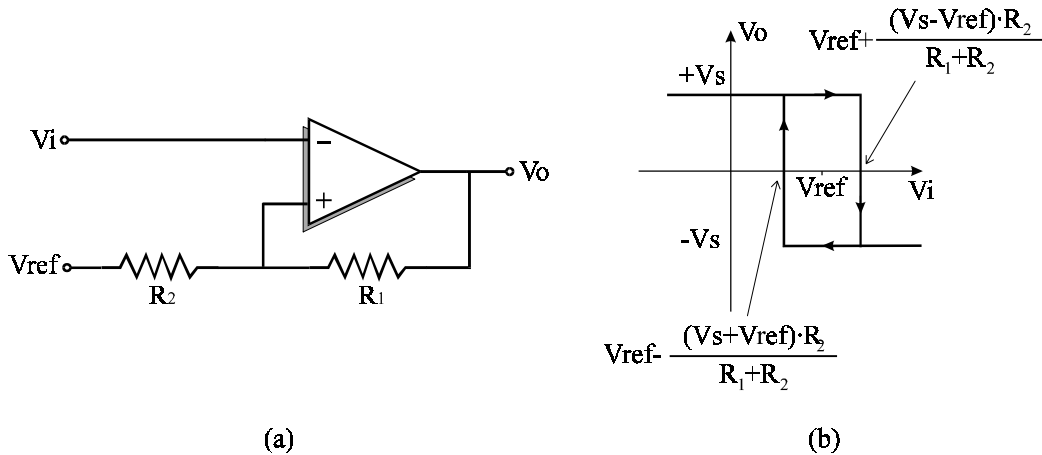 Vi
−
+
Vo
Vref
R2
R1
(a)
Vo
Vref+ (Vs-Vref)·R2
R1+R2
+Vs
Vref
Vi
-Vs
Vref- (Vs+Vref)·R2
R1+R2
(b)